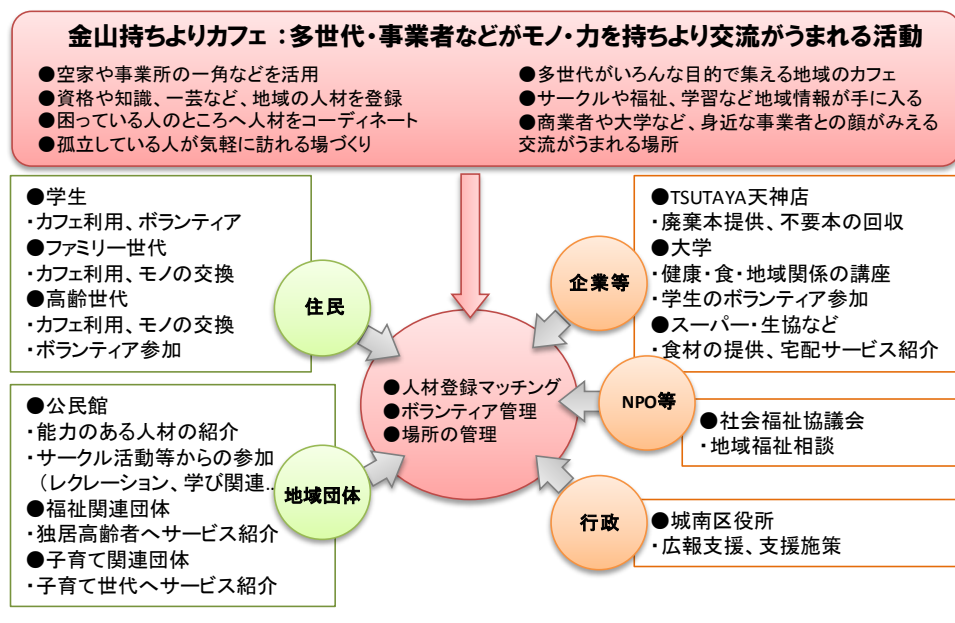 金山持ちよりカフェ ：多世代・事業者などがモノ・力を持ちより交流がうまれる活動
●空家や事業所の一角などを活用
●資格や知識、一芸など、地域の人材を登録
●困っている人のところへ人材をコーディネート
●孤立している人が気軽に訪れる場づくり
●多世代がいろんな目的で集える地域のカフェ
●サークルや福祉、学習など地域情報が手に入る
●商業者や大学など、身近な事業者との顔がみえる
交流がうまれる場所
●学生
・カフェ利用、ボランティア
●ファミリー世代
・カフェ利用、モノの交換
●高齢世代
・カフェ利用、モノの交換
・ボランティア参加
住民
●公民館
・能力のある人材の紹介
・サークル活動等からの参加
（レクレーション、学び関連..
●福祉関連団体
・独居高齢者へサービス紹介
●子育て関連団体
・子育て世代へサービス紹介
地域団体
●人材登録マッチング
●ボランティア管理
●場所の管理
企業等
●TSUTAYA天神店
・廃棄本提供、不要本の回収
●大学
・健康・食・地域関係の講座
・学生のボランティア参加
●スーパー・生協など
・食材の提供、宅配サービス紹介
NPO等
●社会福祉協議会
・地域福祉相談
行政
●城南区役所
・広報支援、支援施策